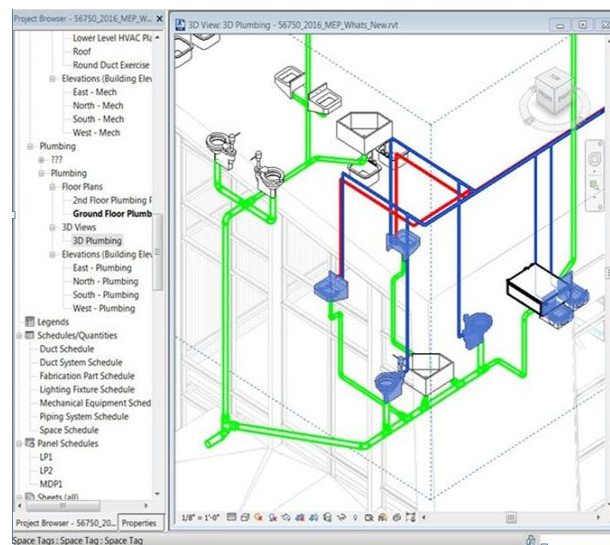 Project Browser - 56750_2016_MEP_W...
Lower Level HVAC Pla
Roof
Round Duct Exercise
Elevations (Building Elev
East - Mech
North - Mech
South - Mech
West - Mech
Plumbing
???
Plumbing
Floor Plans
2nd Floor Plumbing P
Ground Floor Plumb
3D Views
3D Plumbing
Elevations (Building Elev
East - Plumbing
North - Plumbing
South - Plumbing
West - Plumbing
Legends
Schedules/Quantities
Duct Schedule
Duct System Schedule
Fabrication Part Schedule
Lighting Fixture Schedule
Mechanical Equipment Sched
Piping System Schedule
Space Schedule
Panel Schedules
LP1
LP2
MDP1
Sheets (all)
Project Browser - 56750_20... Properties
Space Tags : Space Tag : Space Tag
3D View: 3D Plumbing - 56750_2016_MEP_Whats_New.rvt
TOP
1/8" = 1'-0"